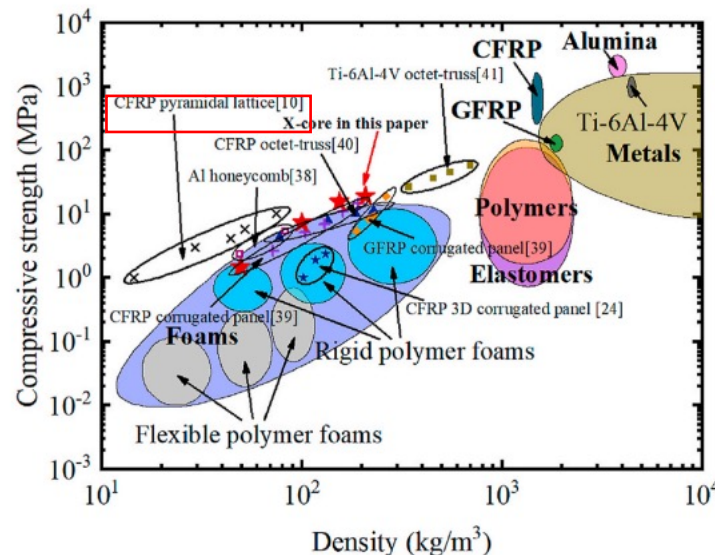 Compressive strength (MPa)
10⁴
10³
10²
10¹
10⁰
10⁻¹
10⁻²
10⁻³
CFRP
Alumina
Ti-6Al-4V octet-truss[41]
CFRP pyramidal lattice[10]
GFRP
Ti-6Al-4V
X-core in this paper
Metals
CFRP octet-truss[40]
Al honeycomb[38]
Polymers
GFRP corrugated panel[39]
Elastomers
CFRP corrugated panel[39]
CFRP 3D corrugated panel [24]
Foams
Rigid polymer foams
Flexible polymer foams
10¹
10²
10³
10⁴
Density (kg/m³)